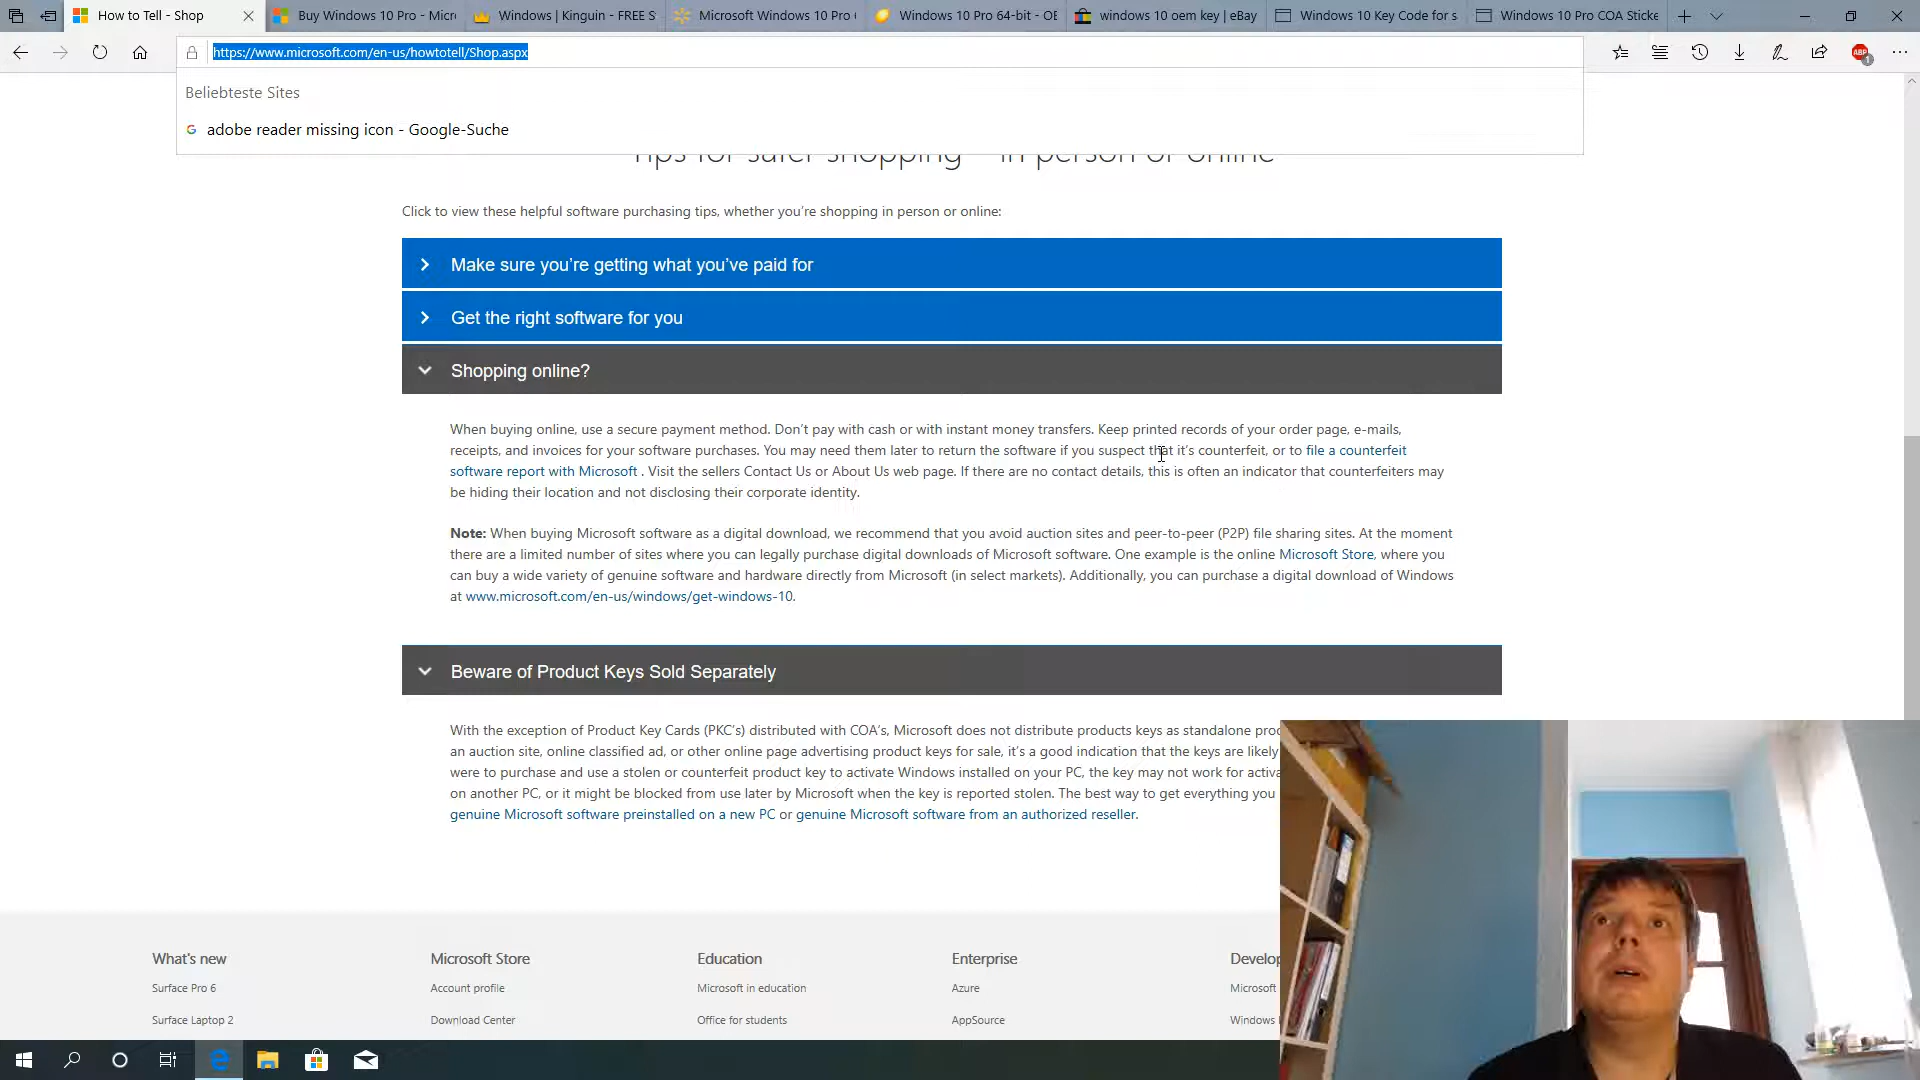 How to Tell - Shop
Buy Windows 10 Pro - Micr
Windows | Kinguin - FREE S
Microsoft Windows 10 Pro
Windows 10 Pro 64-bit - OE
windows 10 oem key | eBay
Windows 10 Key Code for s
Windows 10 Pro COA Sticke
https://www.microsoft.com/en-us/howtotell/Shop.aspx
ABP
1
Beliebteste Sites
G adobe reader missing icon - Google-Suche
Tips for safer shopping – in person or online
Click to view these helpful software purchasing tips, whether you’re shopping in person or online:
Make sure you’re getting what you’ve paid for
Get the right software for you
Shopping online?
When buying online, use a secure payment method. Don’t pay with cash or with instant money transfers. Keep printed records of your order page, e-mails,
receipts, and invoices for your software purchases. You may need them later to return the software if you suspect that it’s counterfeit, or to file a counterfeit
software report with Microsoft . Visit the sellers Contact Us or About Us web page. If there are no contact details, this is often an indicator that counterfeiters may
be hiding their location and not disclosing their corporate identity.
Note: When buying Microsoft software as a digital download, we recommend that you avoid auction sites and peer-to-peer (P2P) file sharing sites. At the moment
there are a limited number of sites where you can legally purchase digital downloads of Microsoft software. One example is the online Microsoft Store, where you
can buy a wide variety of genuine software and hardware directly from Microsoft (in select markets). Additionally, you can purchase a digital download of Windows
at www.microsoft.com/en-us/windows/get-windows-10.
Beware of Product Keys Sold Separately
With the exception of Product Key Cards (PKC’s) distributed with COA’s, Microsoft does not distribute products keys as standalone proc
an auction site, online classified ad, or other online page advertising product keys for sale, it’s a good indication that the keys are likely
were to purchase and use a stolen or counterfeit product key to activate Windows installed on your PC, the key may not work for activa
on another PC, or it might be blocked from use later by Microsoft when the key is reported stolen. The best way to get everything you
genuine Microsoft software preinstalled on a new PC or genuine Microsoft software from an authorized reseller.
What's new
Microsoft Store
Education
Enterprise
Develop
Surface Pro 6
Account profile
Microsoft in education
Azure
Microsoft
Surface Laptop 2
Download Center
Office for students
AppSource
Windows